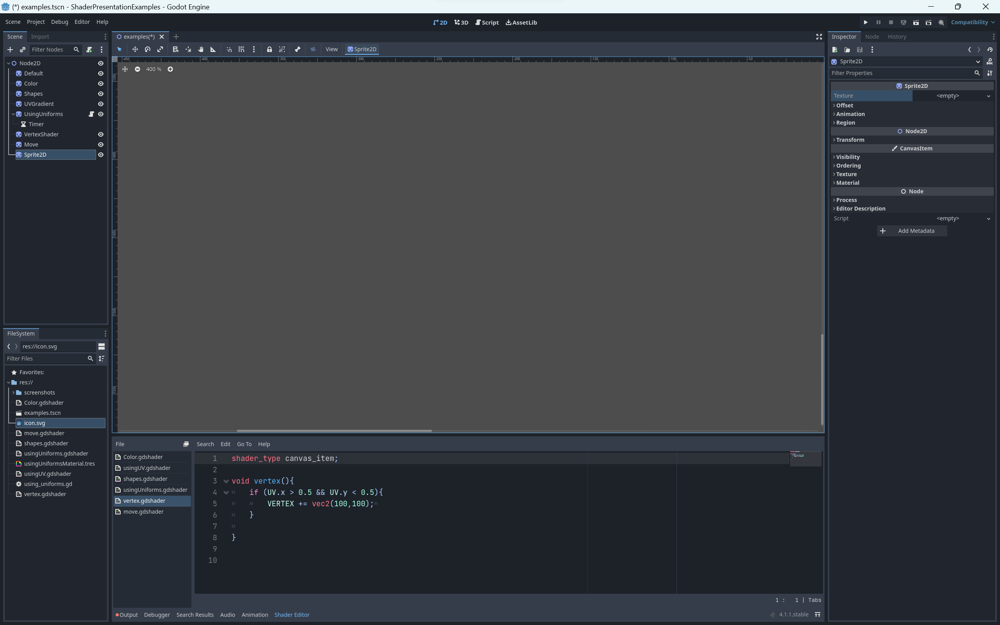 (*) examples.tscn - ShaderPresentationExamples - Godot Engine
Scene Project Debug Editor Help
2D 3D Script AssetLib
Compatibility
Scene Import
Filter Nodes
Node2D
Default
Color
Shapes
UVGradient
UsingUniforms
Timer
VertexShader
Move
Sprite2D
FileSystem
res://icon.svg
Filter Files
Favorites:
res://
screenshots
Color.gdshader
examples.tscn
icon.svg
move.gdshader
shapes.gdshader
usingUniforms.gdshader
usingUniformsMaterial.tres
usingUV.gdshader
using_uniforms.gd
vertex.gdshader
examples(*)
View Sprite2D
-450 -400 -350 -300 -250 -200 -150 -100 -50
400 %
1350
1400
1450
1500
1550
File
Search Edit Go To Help
Color.gdshader
usingUV.gdshader
shapes.gdshader
usingUniforms.gdshader
vertex.gdshader
move.gdshader
1 shader_type canvas_item;
2
3 void vertex(){
4 if (UV.x > 0.5 && UV.y < 0.5){
5 VERTEX += vec2(100,100);
6 }
7
8 }
9
10
1 : 1 | Tabs
Output Debugger Search Results Audio Animation Shader Editor
4.1.1.stable
Inspector Node History
Sprite2D
Filter Properties
Sprite2D
Texture <empty>
Offset
Animation
Region
Node2D
Transform
CanvasItem
Visibility
Ordering
Texture
Material
Node
Process
Editor Description
Script <empty>
Add Metadata